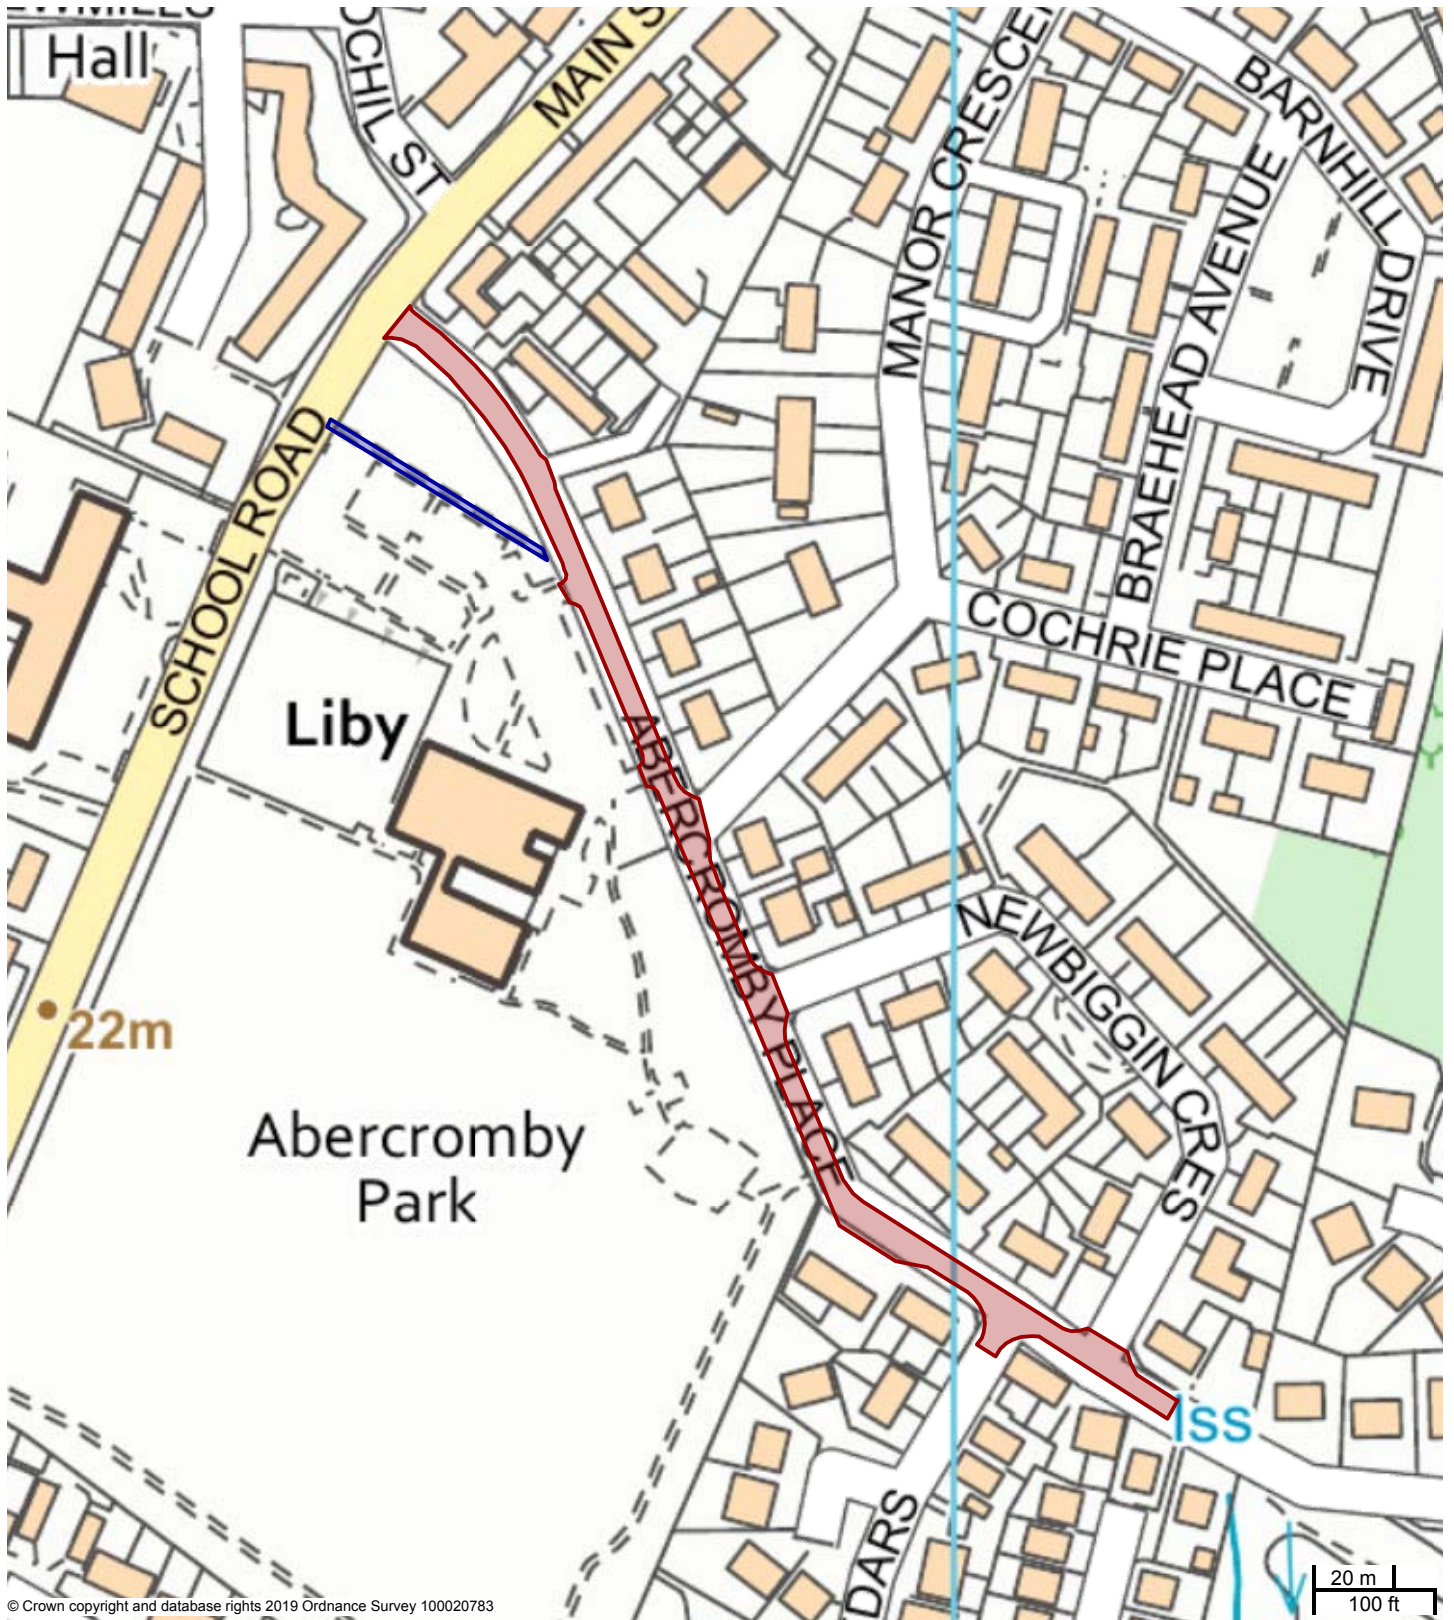 Hall
OCHIL ST
MAIN S
MANOR CRESCE
BARNHILL DRIVE
BRAEHEAD AVENUE
SCHOOL ROAD
COCHRIE PLACE
Liby
ABERCROMBY PLACE
NEWBIGGIN CRES
22m
Abercromby
Park
Iss
DARS
20 m
100 ft
© Crown copyright and database rights 2019 Ordnance Survey 100020783